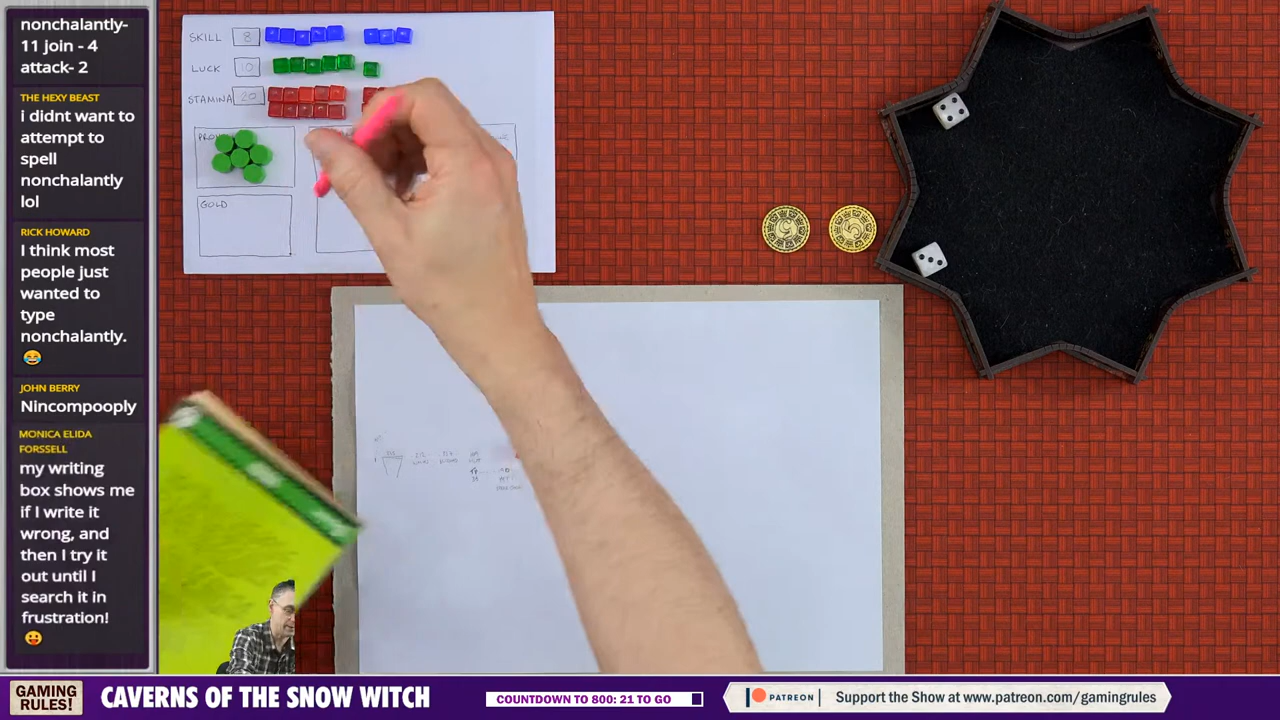 nonchalantly-
11 join - 4
attack- 2
THE HEXY BEAST
i didnt want to
attempt to
spell
nonchalantly
lol
RICK HOWARD
I think most
people just
wanted to
type
nonchalantly.
😂
JOHN BERRY
Nincompooply
MONICA ELIDA
FORSSELL
my writing
box shows me
if I write it
wrong, and
then I try it
out until I
search it in
frustration!
😛
SKILL 8
LUCK 10
STAMINA 20
GOLD
5
GAMING
RULES!
CAVERNS OF THE SNOW WITCH
COUNTDOWN TO 800: 21 TO GO
PATREON
Support the Show at www.patreon.com/gamingrules